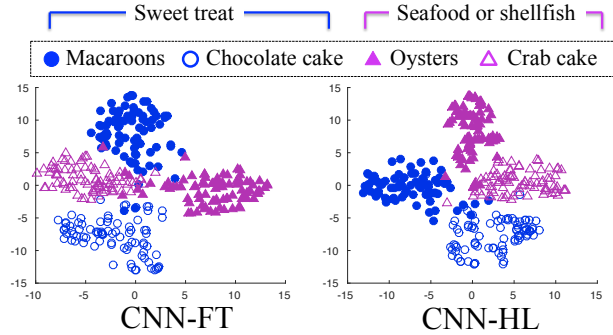 Sweet treat Seafood or shellfish
Macaroons Chocolate cake Oysters Crab cake
15 15
10 10
5 5
0 0
-5 -5
-10 -10
-15 -15
-10 -5 0 5 10 15 -15 -10 -5 0 5 10 15
CNN-FT CNN-HL